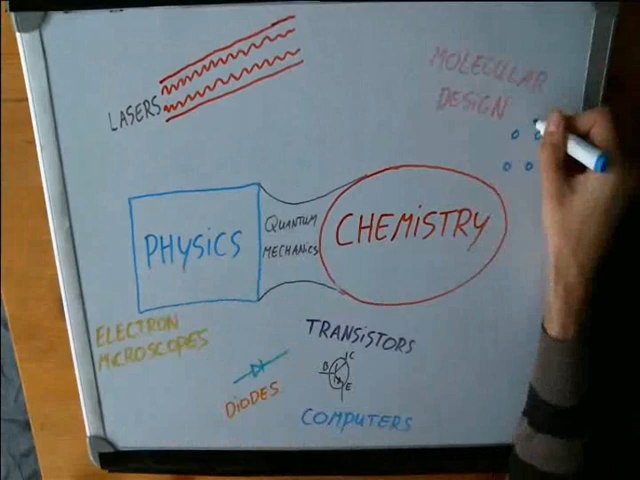 MOLECULAR
DESIGN
LASERS
PHYSICS
QUANTUM
MECHANICS
CHEMISTRY
ELECTRON
MICROSCOPES
TRANSISTORS
B
C
E
DIODES
COMPUTERS